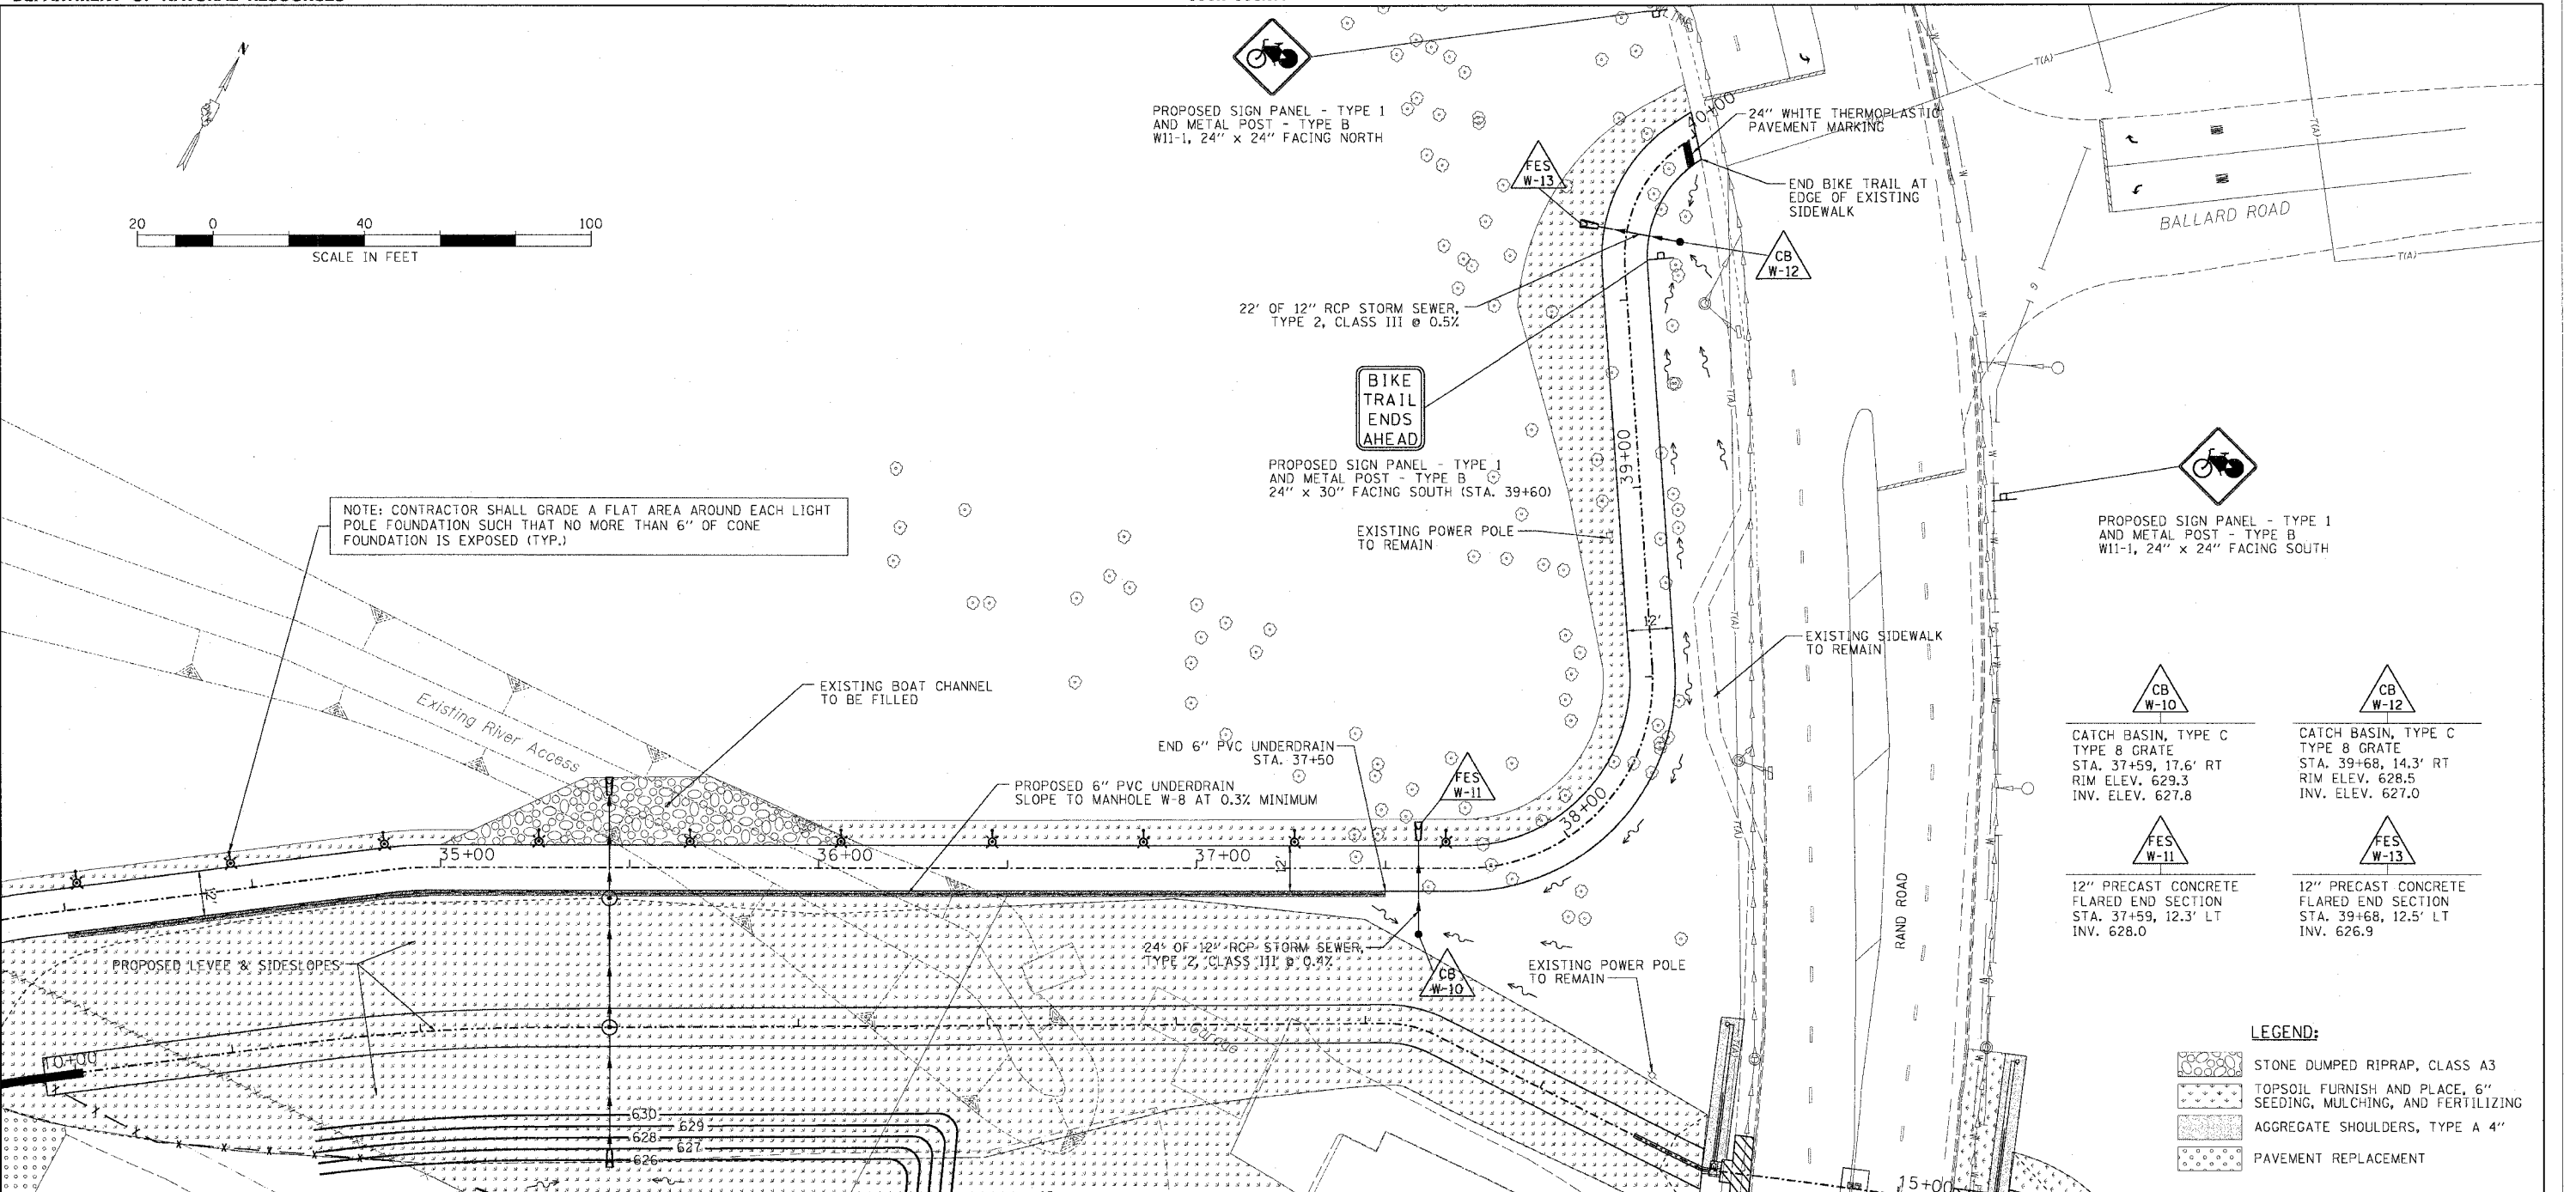 DEPARTMENT OF NATURAL RESOURCES
N
20 0 40 100
SCALE IN FEET
PROPOSED SIGN PANEL - TYPE 1
AND METAL POST - TYPE B
W11-1, 24" x 24" FACING NORTH
0+00
24" WHITE THERMOPLASTIC
PAVEMENT MARKING
T(A)
T(A)
T(A)
FES
W-13
END BIKE TRAIL AT
EDGE OF EXISTING
SIDEWALK
BALLARD ROAD
CB
W-12
G
22' OF 12" RCP STORM SEWER,
TYPE 2, CLASS III @ 0.5%
BIKE
TRAIL
ENDS
AHEAD
PROPOSED SIGN PANEL - TYPE 1
AND METAL POST - TYPE B
24" x 30" FACING SOUTH (STA. 39+60)
39+00
T(A)
EXISTING POWER POLE
TO REMAIN
PROPOSED SIGN PANEL - TYPE 1
AND METAL POST - TYPE B
W11-1, 24" x 24" FACING SOUTH
NOTE: CONTRACTOR SHALL GRADE A FLAT AREA AROUND EACH LIGHT
POLE FOUNDATION SUCH THAT NO MORE THAN 6" OF CONE
FOUNDATION IS EXPOSED (TYP.)
12'
T(A)
EXISTING SIDEWALK
TO REMAIN
EXISTING BOAT CHANNEL
TO BE FILLED
Existing River Access
END 6" PVC UNDERDRAIN
STA. 37+50
PROPOSED 6" PVC UNDERDRAIN
SLOPE TO MANHOLE W-8 AT 0.3% MINIMUM
FES
W-11
38+00
T(A)
35+00
36+00
37+00
12'
12'
CB
W-10
CATCH BASIN, TYPE C
TYPE 8 GRATE
STA. 37+59, 17.6' RT
RIM ELEV. 629.3
INV. ELEV. 627.8
CB
W-12
CATCH BASIN, TYPE C
TYPE 8 GRATE
STA. 39+68, 14.3' RT
RIM ELEV. 628.5
INV. ELEV. 627.0
FES
W-11
12" PRECAST CONCRETE
FLARED END SECTION
STA. 37+59, 12.3' LT
INV. 628.0
FES
W-13
12" PRECAST CONCRETE
FLARED END SECTION
STA. 39+68, 12.5' LT
INV. 626.9
RAND ROAD
PROPOSED LEVEE & SIDESLOPES
24' OF 12" RCP STORM SEWER,
TYPE 2, CLASS III @ 0.4%
CB
W-10
EXISTING POWER POLE
TO REMAIN
Garage
10+00
630
629
628
627
626
15+00
LEGEND:
STONE DUMPED RIPRAP, CLASS A3
TOPSOIL FURNISH AND PLACE, 6"
SEEDING, MULCHING, AND FERTILIZING
AGGREGATE SHOULDERS, TYPE A 4"
PAVEMENT REPLACEMENT